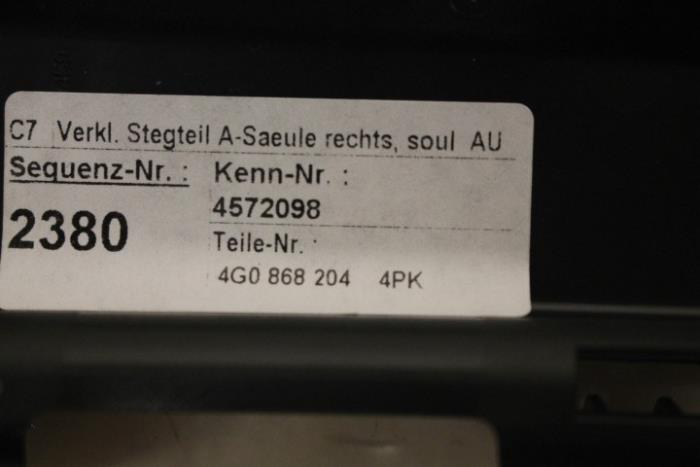 C7 Verkl. Stegteil A-Saeule rechts, soul AU
Sequenz-Nr. : Kenn-Nr. :
2380 4572098
Teile-Nr. :
4G0 868 204 4PK